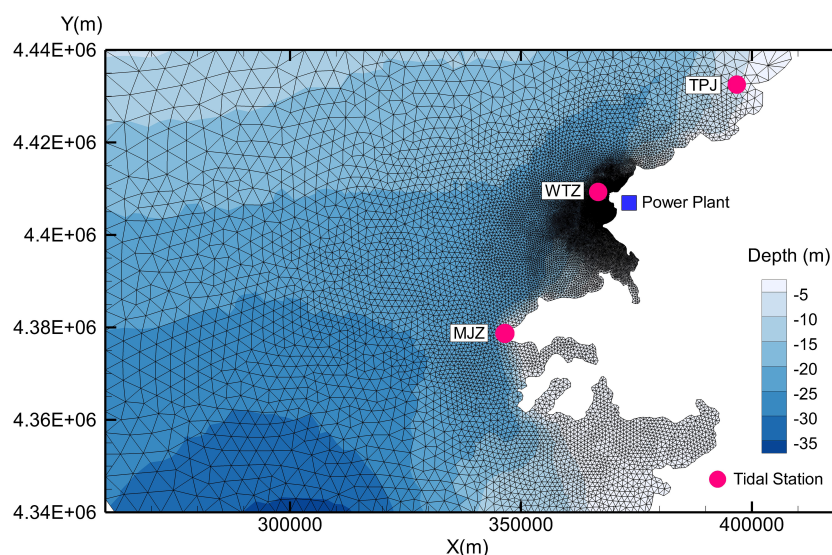 Y(m)
4.44E+06
TPJ
4.42E+06
WTZ
Power Plant
4.4E+06
Depth (m)
-5
-10
4.38E+06
MJZ
-15
-20
-25
4.36E+06
-30
-35
Tidal Station
4.34E+06
300000
350000
400000
X(m)